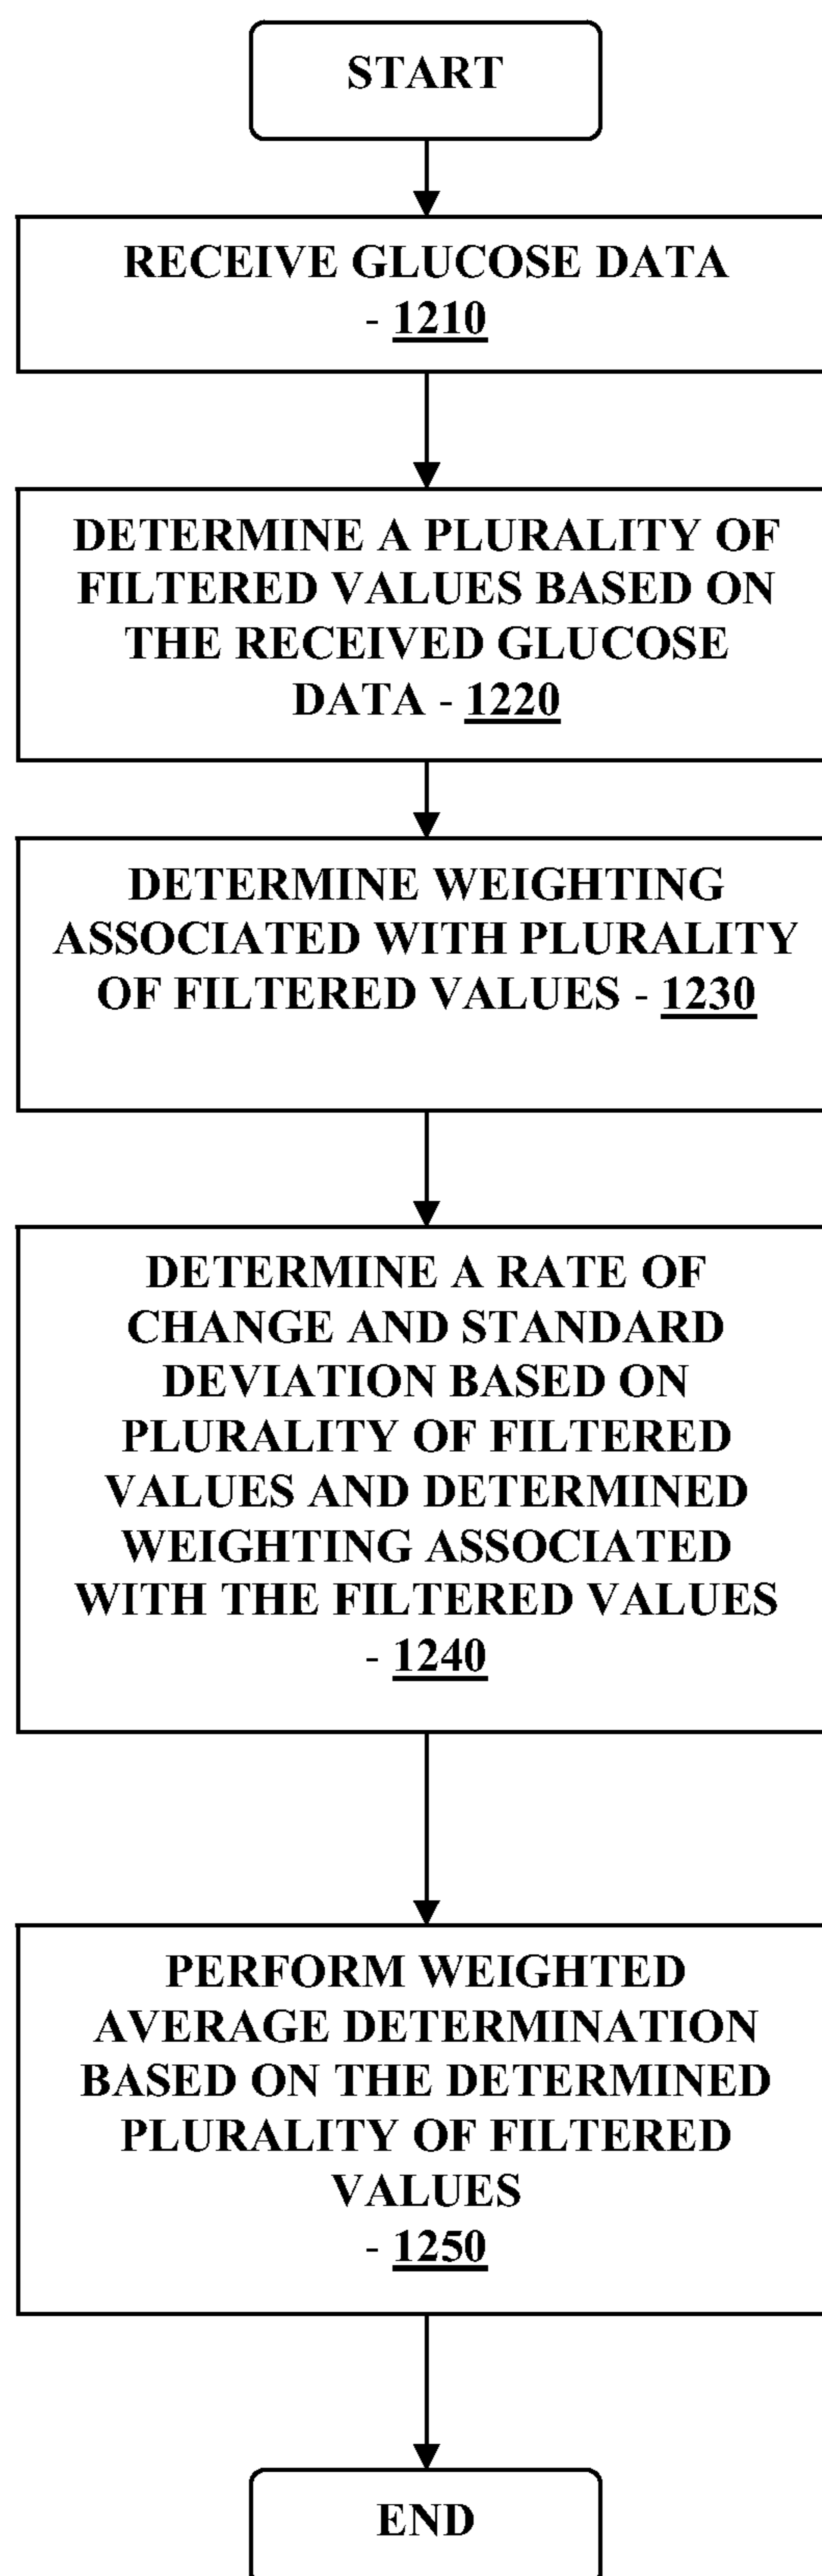 START
RECEIVE GLUCOSE DATA
- 1210
DETERMINE A PLURALITY OF
FILTERED VALUES BASED ON
THE RECEIVED GLUCOSE
DATA - 1220
DETERMINE WEIGHTING
ASSOCIATED WITH PLURALITY
OF FILTERED VALUES - 1230
DETERMINE A RATE OF
CHANGE AND STANDARD
DEVIATION BASED ON
PLURALITY OF FILTERED
VALUES AND DETERMINED
WEIGHTING ASSOCIATED
WITH THE FILTERED VALUES
- 1240
PERFORM WEIGHTED
AVERAGE DETERMINATION
BASED ON THE DETERMINED
PLURALITY OF FILTERED
VALUES
- 1250
END